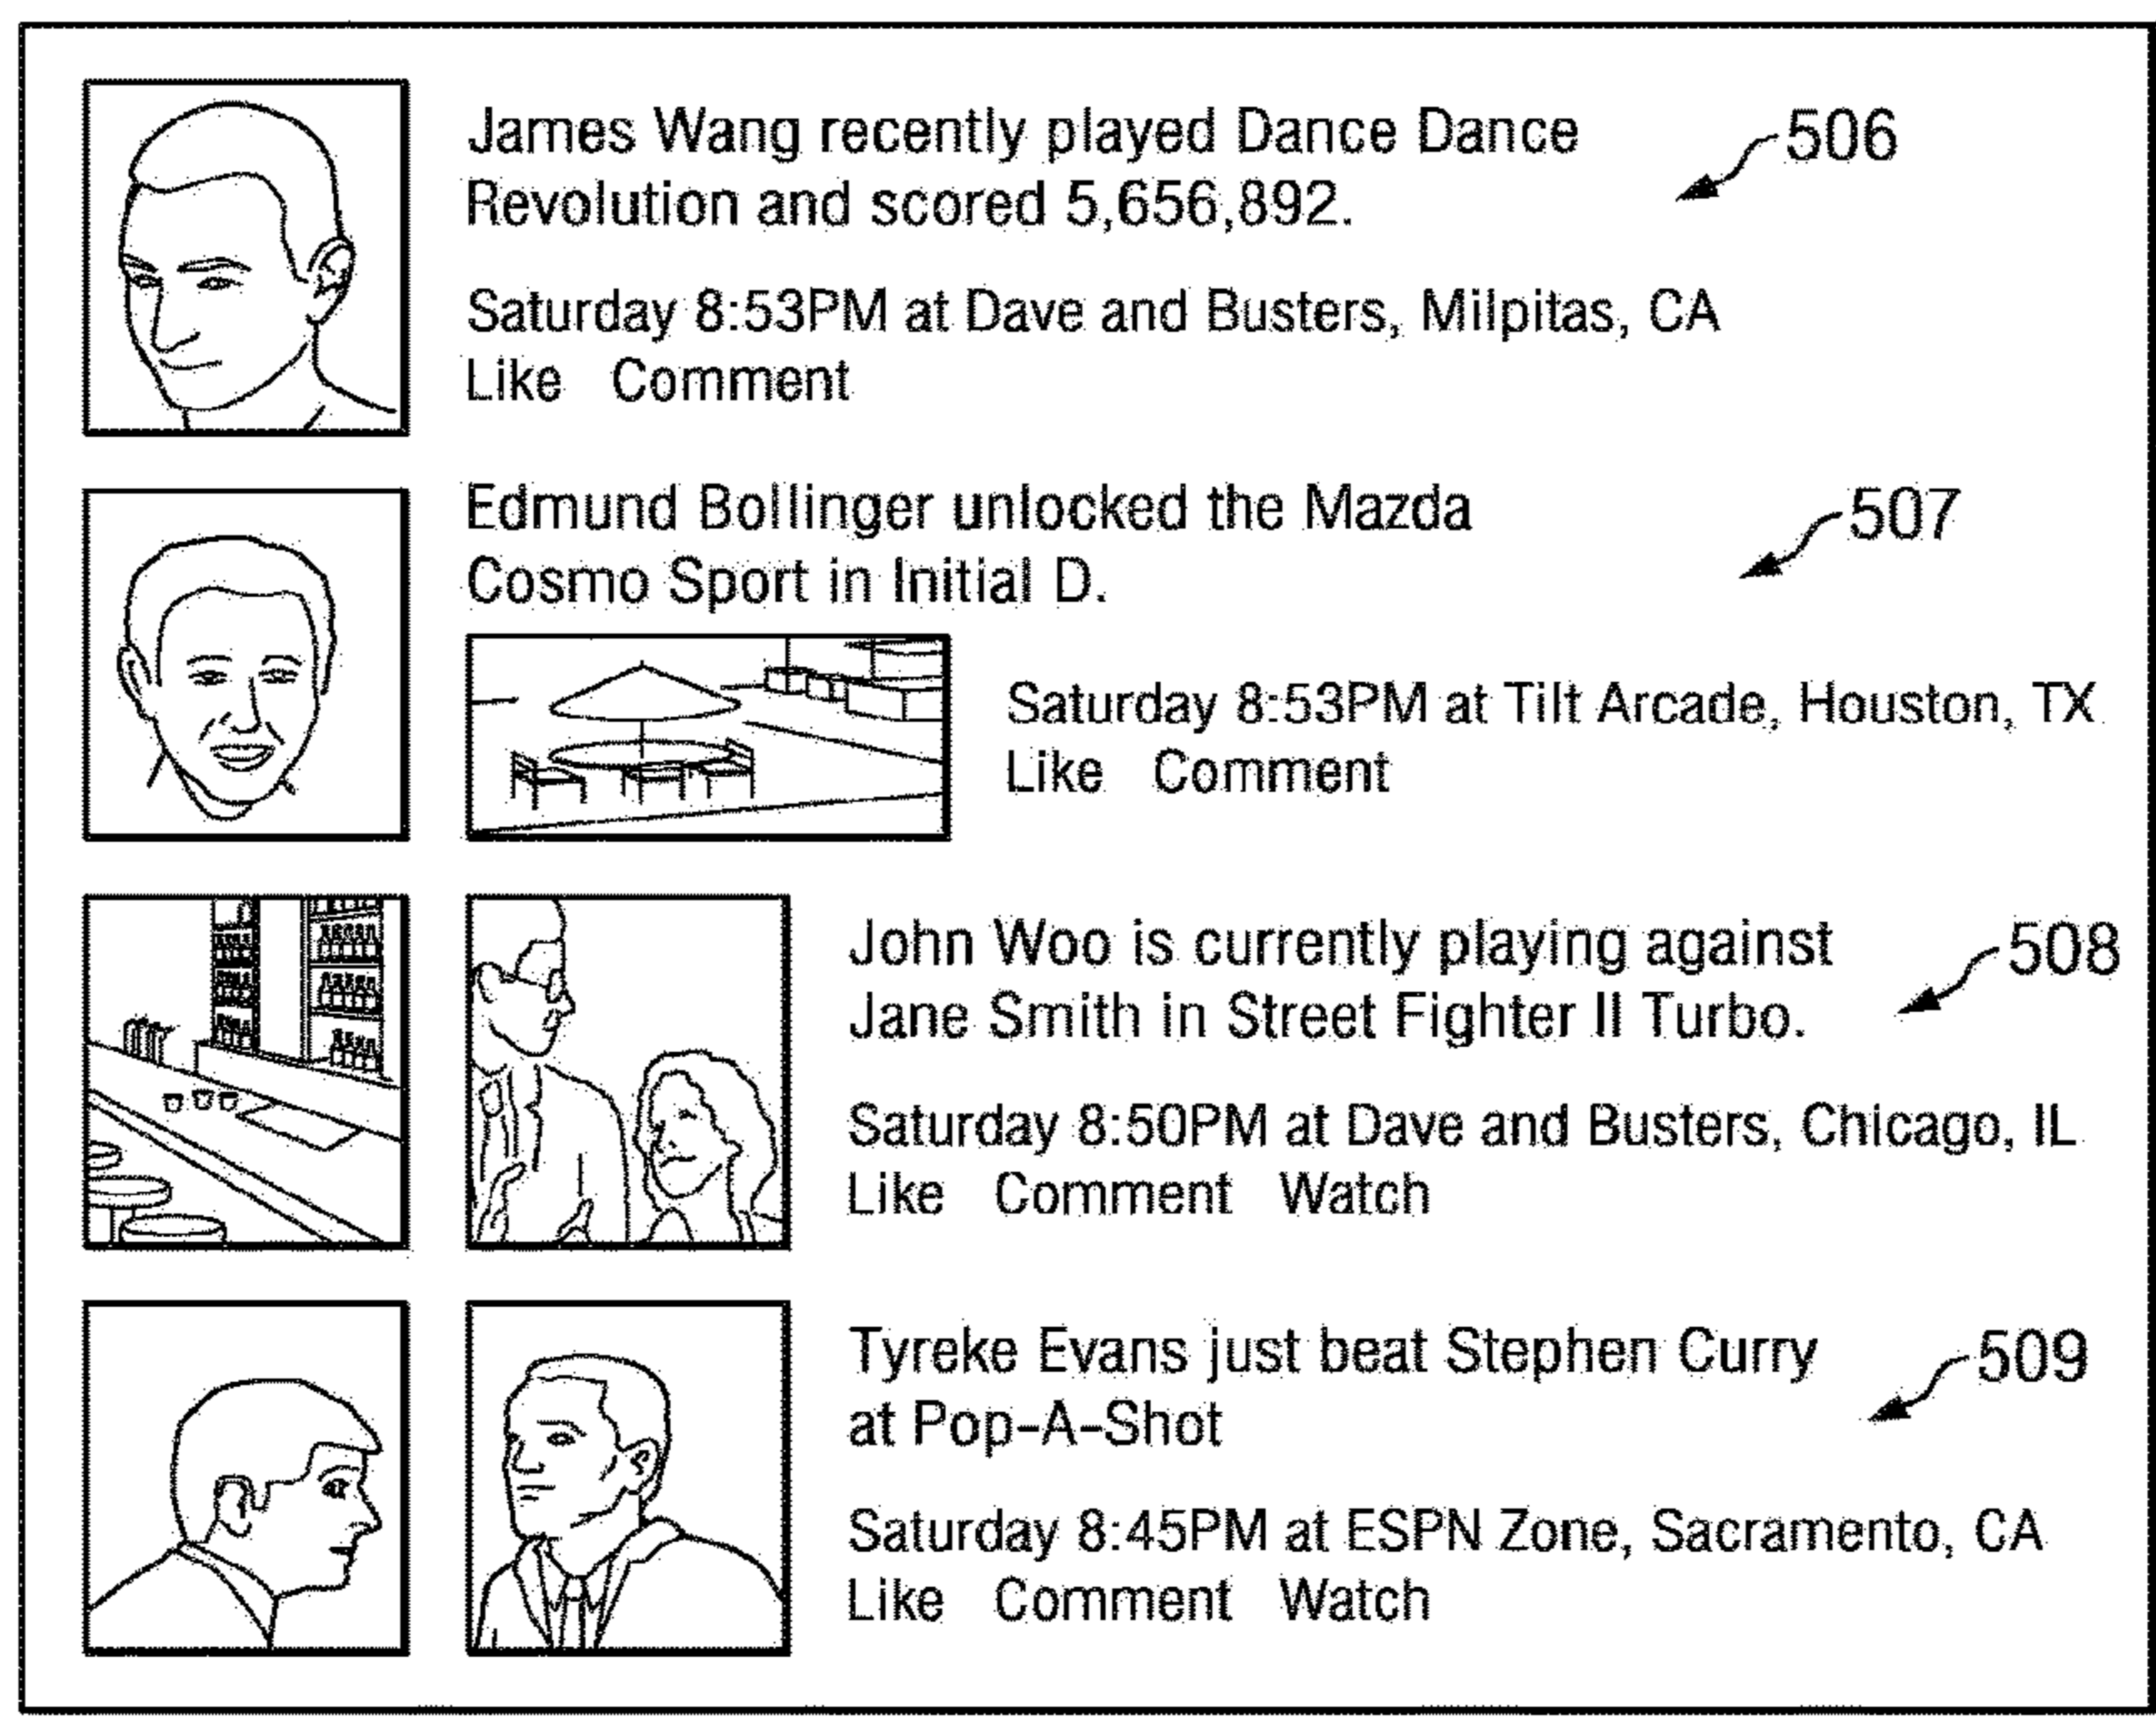 James Wang recently played Dance Dance
Revolution and scored 5,656,892.
506
Saturday 8:53PM at Dave and Busters, Milpitas, CA
Like Comment
Edmund Bollinger unlocked the Mazda
Cosmo Sport in Initial D.
507
Saturday 8:53PM at Tilt Arcade, Houston, TX
Like Comment
John Woo is currently playing against
Jane Smith in Street Fighter II Turbo.
508
Saturday 8:50PM at Dave and Busters, Chicago, IL
Like Comment Watch
Tyreke Evans just beat Stephen Curry
at Pop-A-Shot
509
Saturday 8:45PM at ESPN Zone, Sacramento, CA
Like Comment Watch